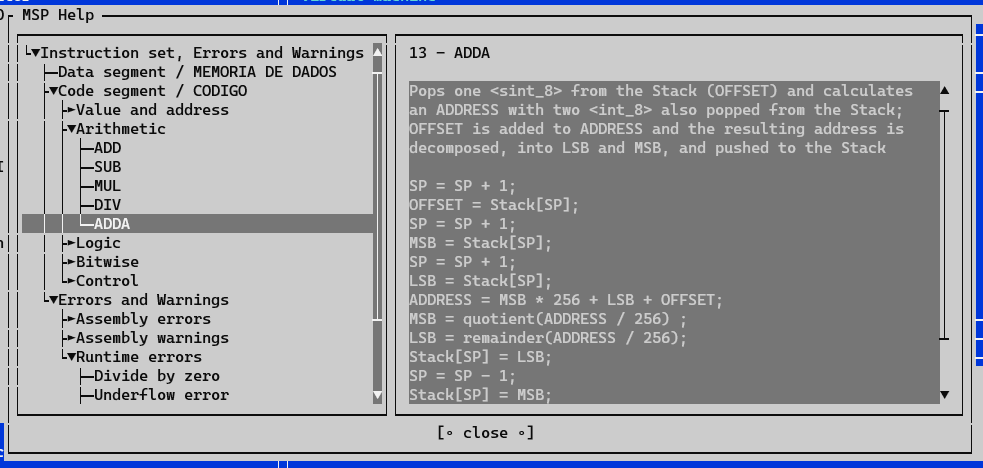 MSP Help
Instruction set, Errors and Warnings
Data segment / MEMORIA DE DADOS
Code segment / CODIGO
Value and address
Arithmetic
ADD
SUB
MUL
DIV
ADDA
Logic
Bitwise
Control
Errors and Warnings
Assembly errors
Assembly warnings
Runtime errors
Divide by zero
Underflow error
13 - ADDA
Pops one <sint_8> from the Stack (OFFSET) and calculates
an ADDRESS with two <int_8> also popped from the Stack;
OFFSET is added to ADDRESS and the resulting address is
decomposed, into LSB and MSB, and pushed to the Stack
SP = SP + 1;
OFFSET = Stack[SP];
SP = SP + 1;
MSB = Stack[SP];
SP = SP + 1;
LSB = Stack[SP];
ADDRESS = MSB * 256 + LSB + OFFSET;
MSB = quotient(ADDRESS / 256) ;
LSB = remainder(ADDRESS / 256);
Stack[SP] = LSB;
SP = SP - 1;
Stack[SP] = MSB;
[∘ close ∘]